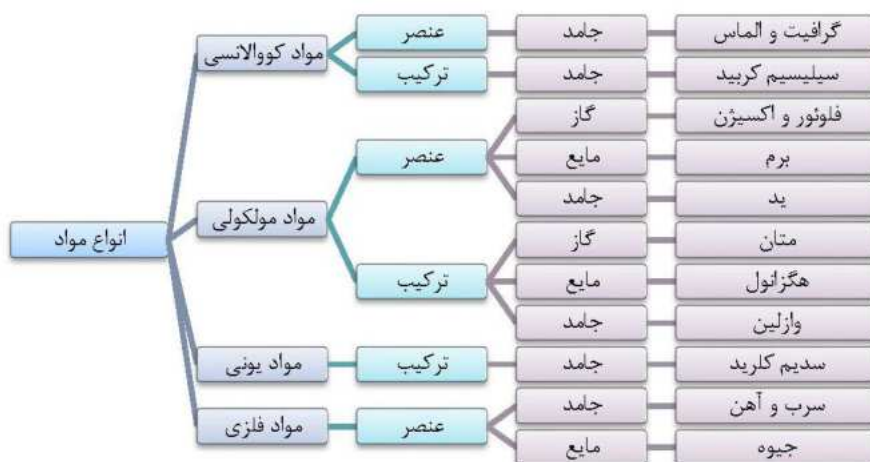 انواع مواد
مواد کووالانسی
عنصر
جامد
گرافیت و الماس
ترکیب
جامد
سیلیسیم کربید
مواد مولکولی
عنصر
گاز
فلوئور و اکسیژن
مایع
برم
جامد
ید
ترکیب
گاز
متان
مایع
هگزانول
جامد
وازلین
مواد یونی
ترکیب
جامد
سدیم کلرید
مواد فلزی
عنصر
جامد
سرب و آهن
مایع
جیوه